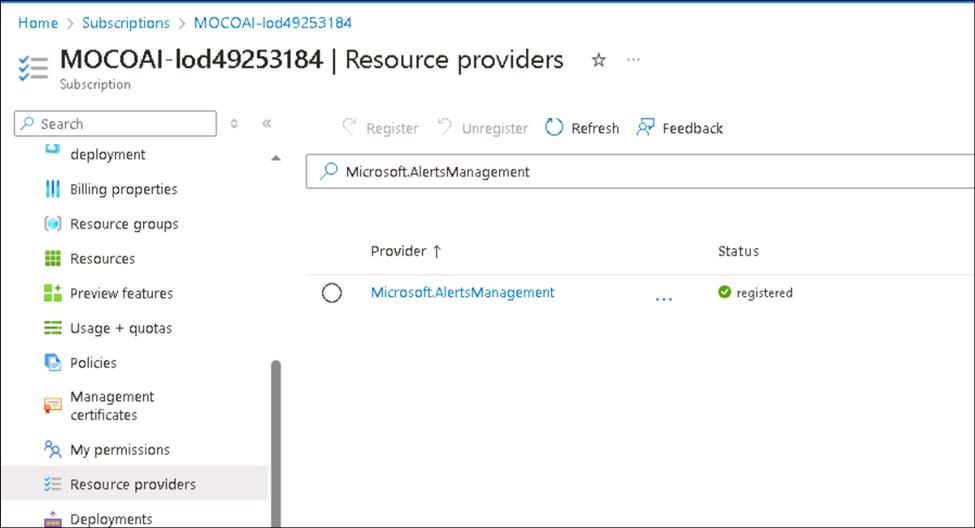 Home > Subscriptions > MOCOAI-lod49253184
MOCOAI-lod49253184 | Resource providers
Subscription
Search
deployment
Billing properties
Resource groups
Resources
Preview features
Usage + quotas
Policies
Management
certificates
My permissions
Resource providers
Deployments
Register Unregister Refresh Feedback
Microsoft.AlertsManagement
Provider ↑ Status
Microsoft.AlertsManagement ... registered